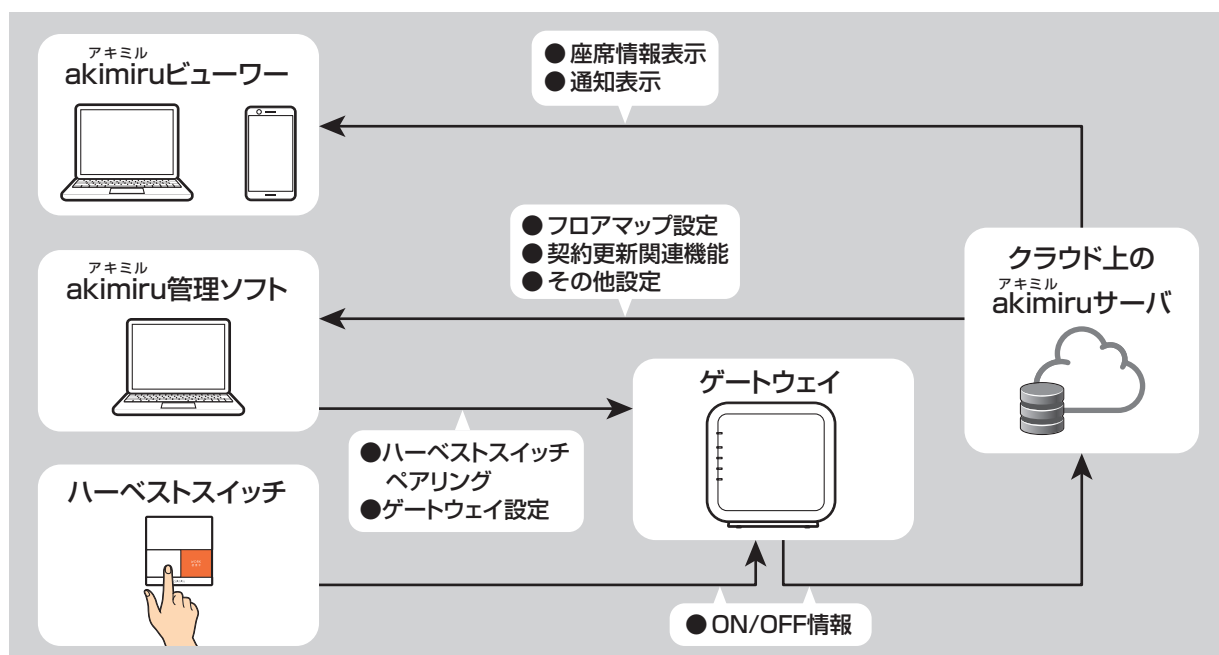 アキミル
akimiruビューワー
● 座席情報表示
● 通知表示
● フロアマップ設定
● 契約更新関連機能
● その他設定
アキミル
akimiru管理ソフト
クラウド上の
アキミル
akimiruサーバ
ゲートウェイ
●ハーベストスイッチ
ペアリング
●ゲートウェイ設定
ハーベストスイッチ
● ON/OFF情報